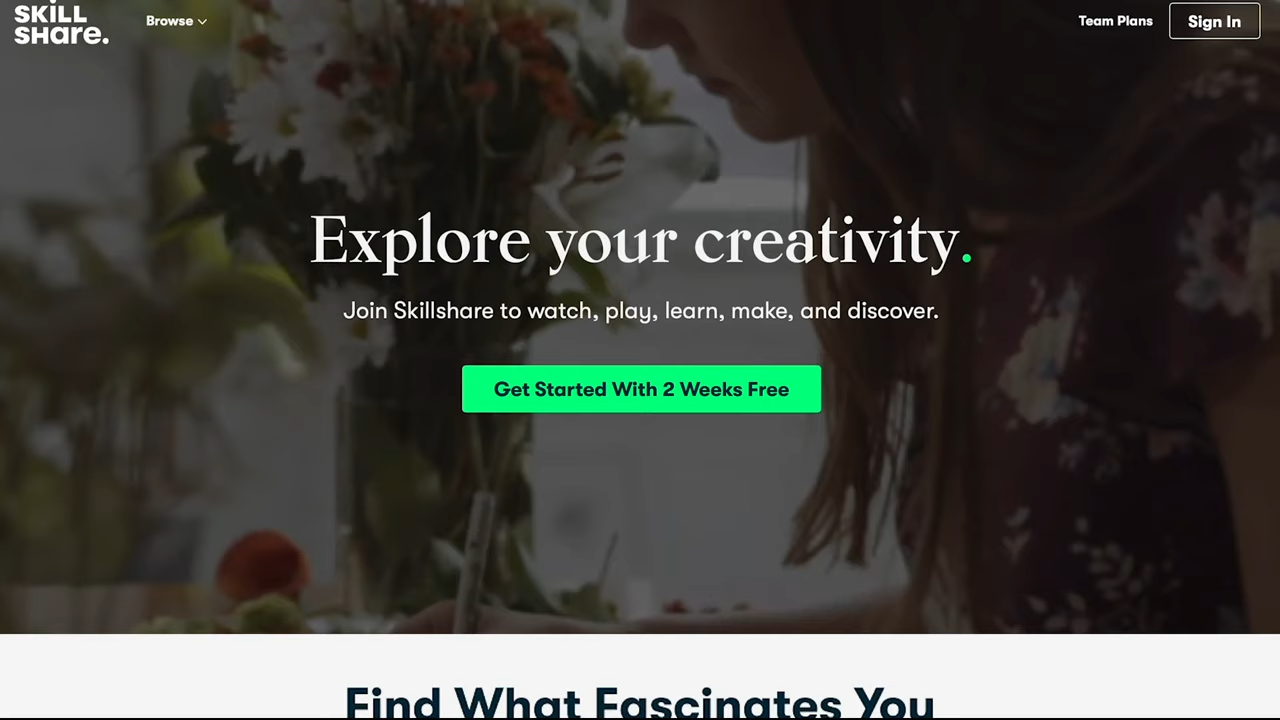 SKiLL
SHare.
Browse
Team Plans
Sign In
Explore your creativity.
Join Skillshare to watch, play, learn, make, and discover.
Get Started With 2 Weeks Free
Find What Fascinates You